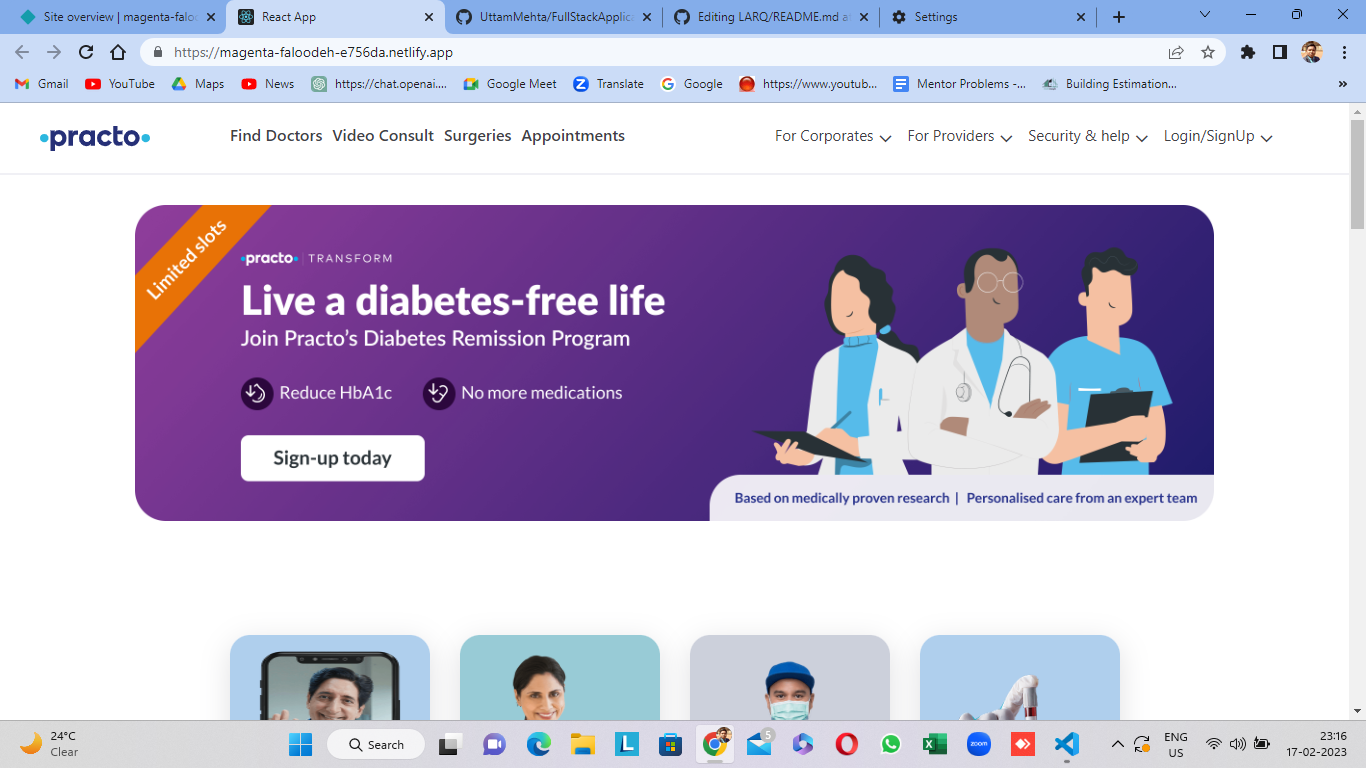 Site overview | magenta-faloo
React App
UttamMehta/FullStackApplica
Editing LARQ/README.md at
Settings
https://magenta-faloodeh-e756da.netlify.app
Gmail
YouTube
Maps
News
https://chat.openai....
Google Meet
Translate
Google
https://www.youtub...
Mentor Problems -...
Building Estimation...
»
practo
Find Doctors Video Consult Surgeries Appointments
For Corporates For Providers Security & help Login/SignUp
Limited slots
practo | TRANSFORM
Live a diabetes-free life
Join Practo’s Diabetes Remission Program
Reduce HbA1c No more medications
Sign-up today
Based on medically proven research | Personalised care from an expert team
24°C
Clear
Search
L
5
zoom
ENG
US
23:16
17-02-2023